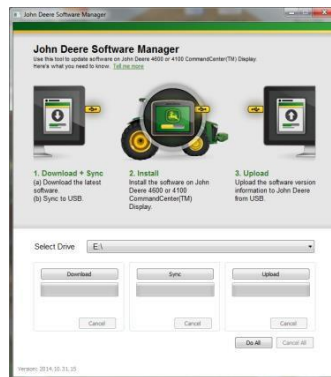 John Deere Software Manager
John Deere Software Manager
Use this tool to update software on John Deere 4600 or 4100 CommandCenter(TM) Display.
Here's what you need to know. Tell me more
1. Download + Sync
(a) Download the latest
software.
(b) Sync to USB.
2. Install
Install the software on John
Deere 4600 or 4100
CommandCenter(TM)
Display.
3. Upload
Upload the software version
information to John Deere
from USB.
Select Drive E:\
Download Sync Upload
Cancel Cancel Cancel
Do All Cancel All
Version: 2014.10.31.15